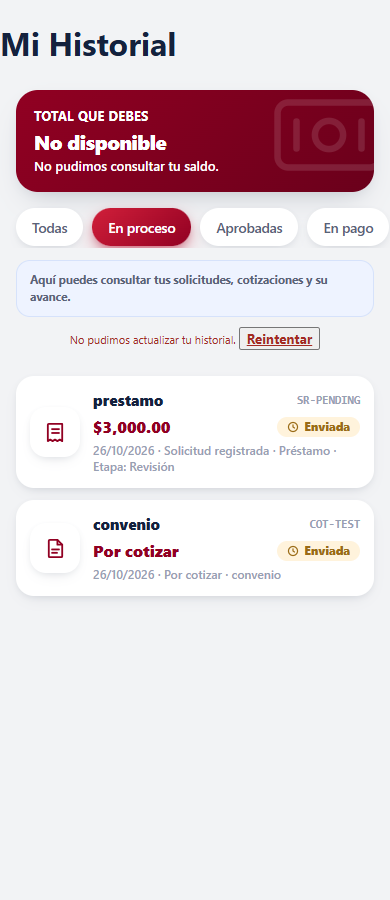 Mi Historial
TOTAL QUE DEBES
No disponible
No pudimos consultar tu saldo.
Todas
En proceso
Aprobadas
En pago
Aquí puedes consultar tus solicitudes, cotizaciones y su
avance.
No pudimos actualizar tu historial. Reintentar
prestamo
SR-PENDING
$3,000.00
Enviada
26/10/2026 · Solicitud registrada · Préstamo ·
Etapa: Revisión
convenio
COT-TEST
Por cotizar
Enviada
26/10/2026 · Por cotizar · convenio